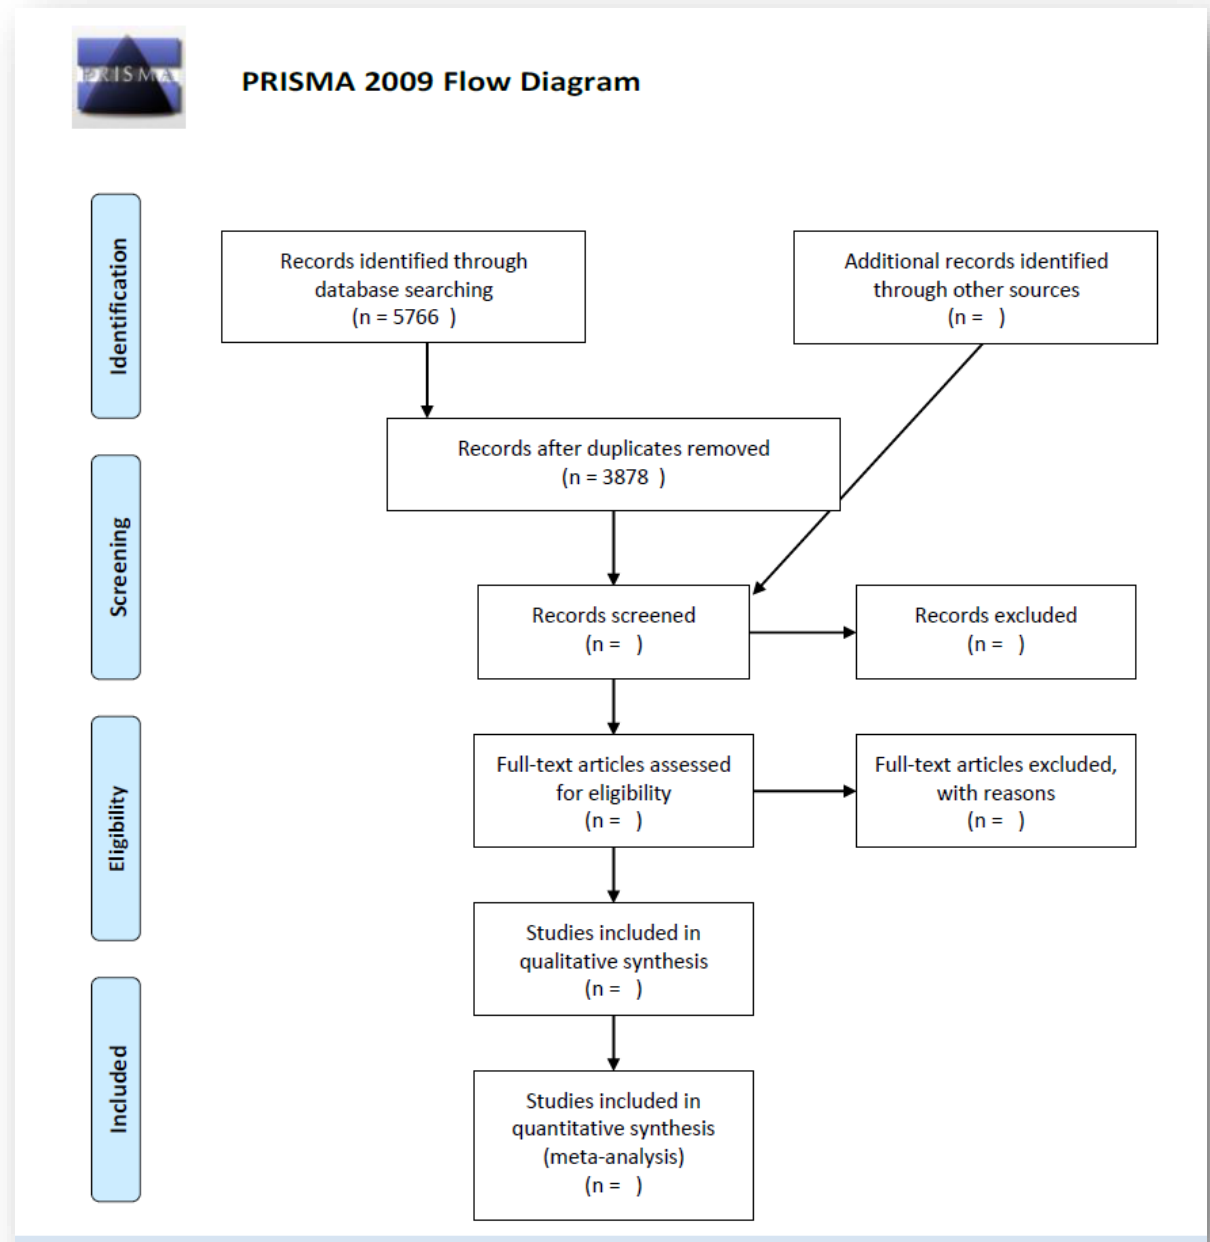 PRISMA
PRISMA 2009 Flow Diagram
Identification
Records identified through
database searching
(n = 5766  )
Additional records identified
through other sources
(n =   )
Records after duplicates removed
(n = 3878  )
Screening
Records screened
(n =   )
Records excluded
(n =   )
Eligibility
Full-text articles assessed
for eligibility
(n =   )
Full-text articles excluded,
with reasons
(n =   )
Studies included in
qualitative synthesis
(n =   )
Included
Studies included in
quantitative synthesis
(meta-analysis)
(n =   )